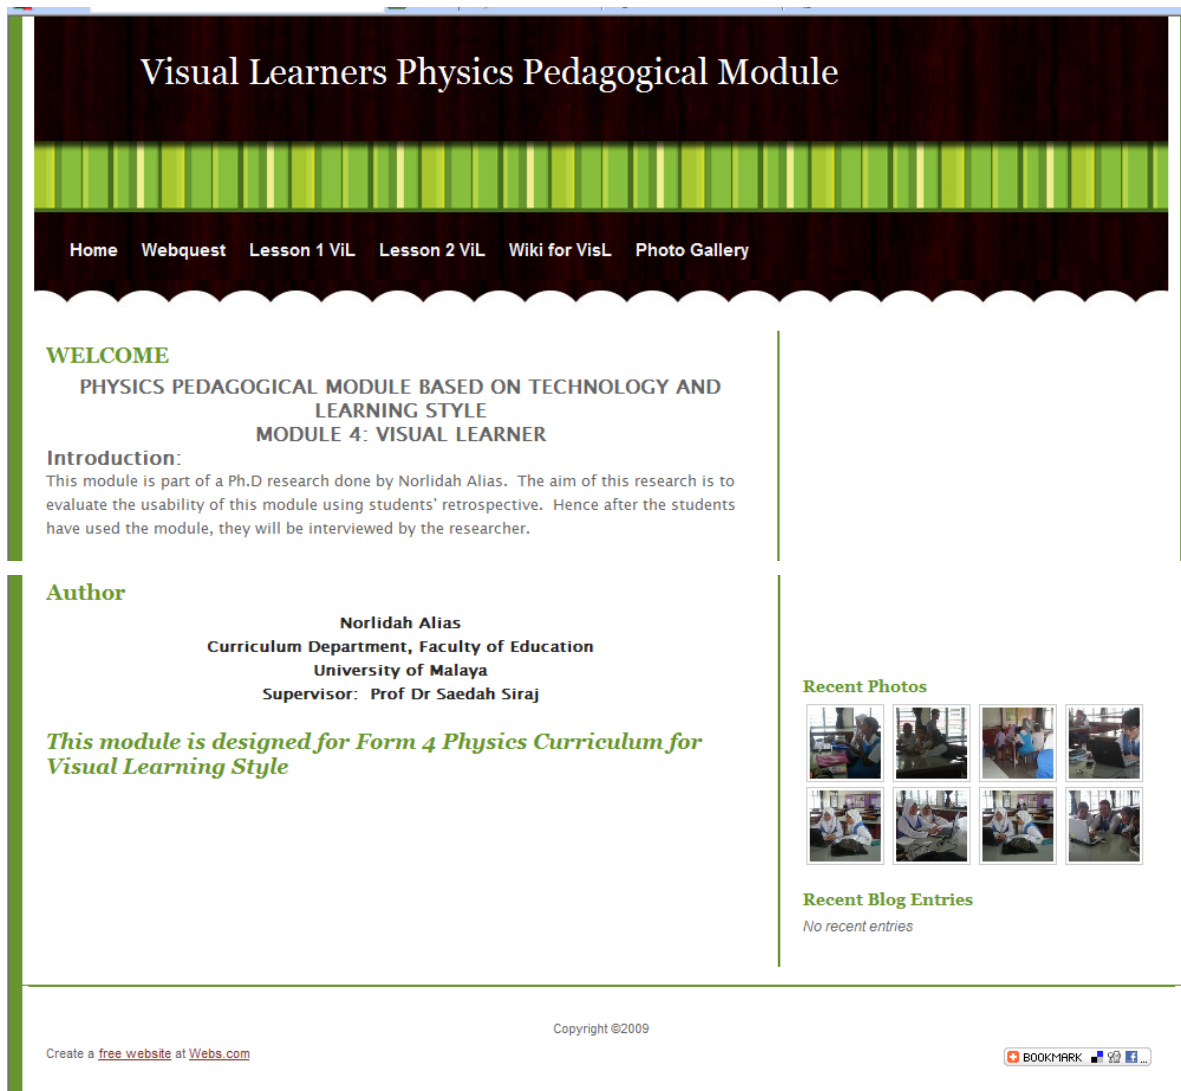 Visual Learners Physics Pedagogical Module
Home Webquest Lesson 1 ViL Lesson 2 ViL Wiki for VisL Photo Gallery
WELCOME
PHYSICS PEDAGOGICAL MODULE BASED ON TECHNOLOGY AND
LEARNING STYLE
MODULE 4: VISUAL LEARNER
Introduction:
This module is part of a Ph.D research done by Norlidah Alias. The aim of this research is to
evaluate the usability of this module using students' retrospective. Hence after the students
have used the module, they will be interviewed by the researcher.
Author
Norlidah Alias
Curriculum Department, Faculty of Education
University of Malaya
Supervisor: Prof Dr Saedah Siraj
This module is designed for Form 4 Physics Curriculum for
Visual Learning Style
Recent Photos
Recent Blog Entries
No recent entries
Copyright ©2009
Create a free website at Webs.com
BOOKMARK ...